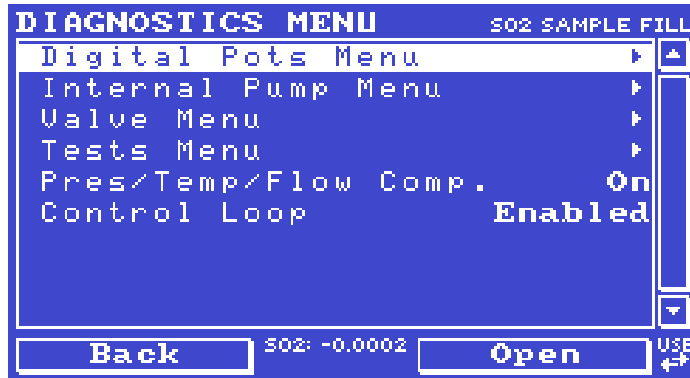 DIAGNOSTICS MENU SO2 SAMPLE FILL
Digital Pots Menu
Internal Pump Menu
Valve Menu
Tests Menu
Pres/Temp/Flow Comp. On
Control Loop Enabled
Back SO2: -0.0002 Open USB